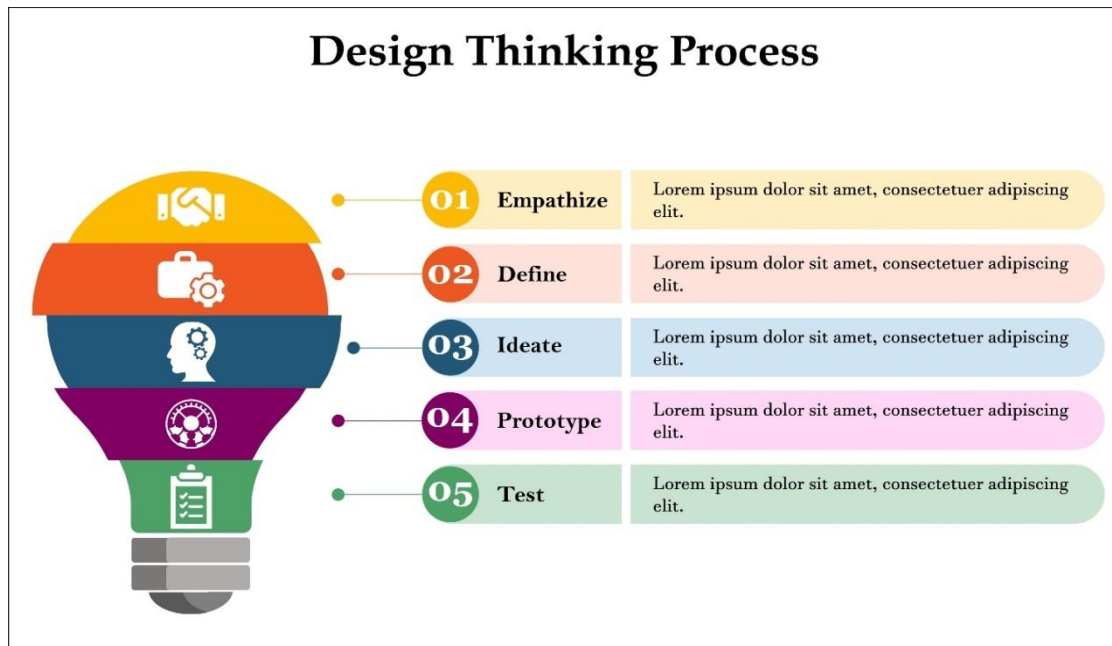 Design Thinking Process
01
Empathize
Lorem ipsum dolor sit amet, consectetuer adipiscing
elit.
02
Define
Lorem ipsum dolor sit amet, consectetuer adipiscing
elit.
03
Ideate
Lorem ipsum dolor sit amet, consectetuer adipiscing
elit.
04
Prototype
Lorem ipsum dolor sit amet, consectetuer adipiscing
elit.
05
Test
Lorem ipsum dolor sit amet, consectetuer adipiscing
elit.